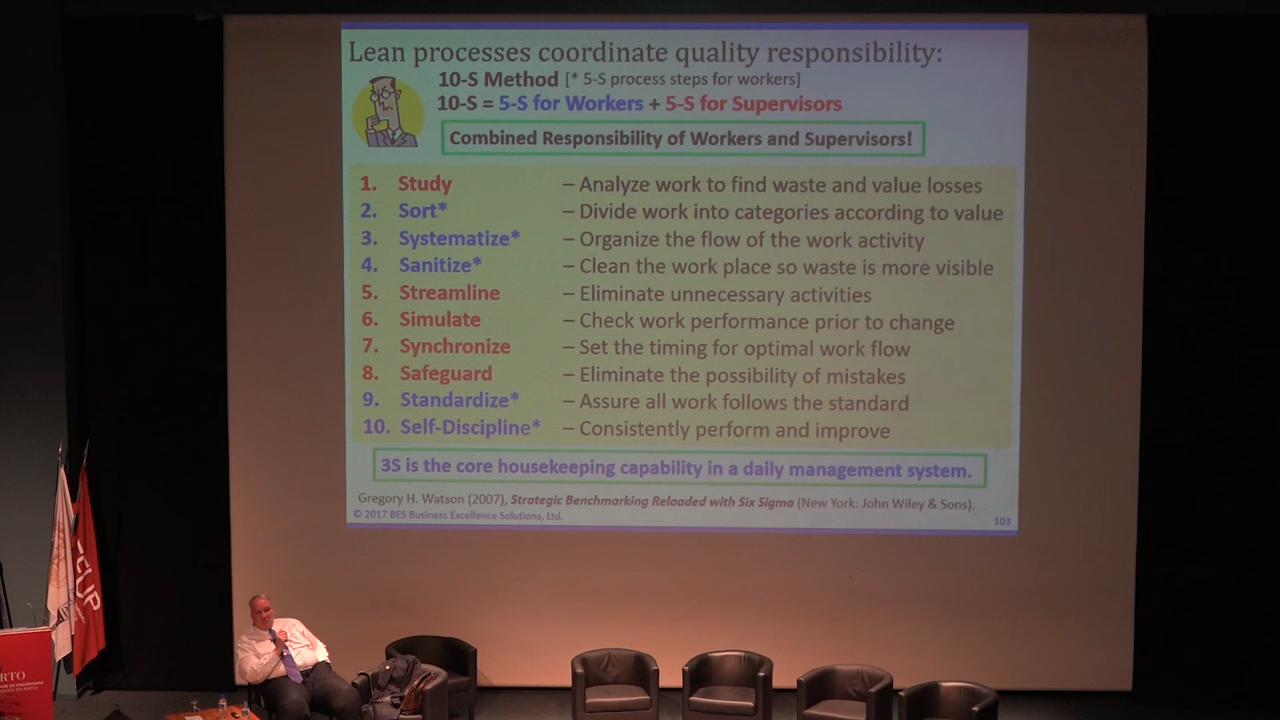 Lean processes coordinate quality responsibility:
10-S Method [* 5-S process steps for workers]
10-S = 5-S for Workers + 5-S for Supervisors
Combined Responsibility of Workers and Supervisors!
1. Study – Analyze work to find waste and value losses
2. Sort* – Divide work into categories according to value
3. Systematize* – Organize the flow of the work activity
4. Sanitize* – Clean the work place so waste is more visible
5. Streamline – Eliminate unnecessary activities
6. Simulate – Check work performance prior to change
7. Synchronize – Set the timing for optimal work flow
8. Safeguard – Eliminate the possibility of mistakes
9. Standardize* – Assure all work follows the standard
10. Self-Discipline* – Consistently perform and improve
3S is the core housekeeping capability in a daily management system.
Gregory H. Watson (2007), Strategic Benchmarking Reloaded with Six Sigma (New York: John Wiley & Sons).
© 2017 BES Business Excellence Solutions, Ltd.
103
FEUP
RTO